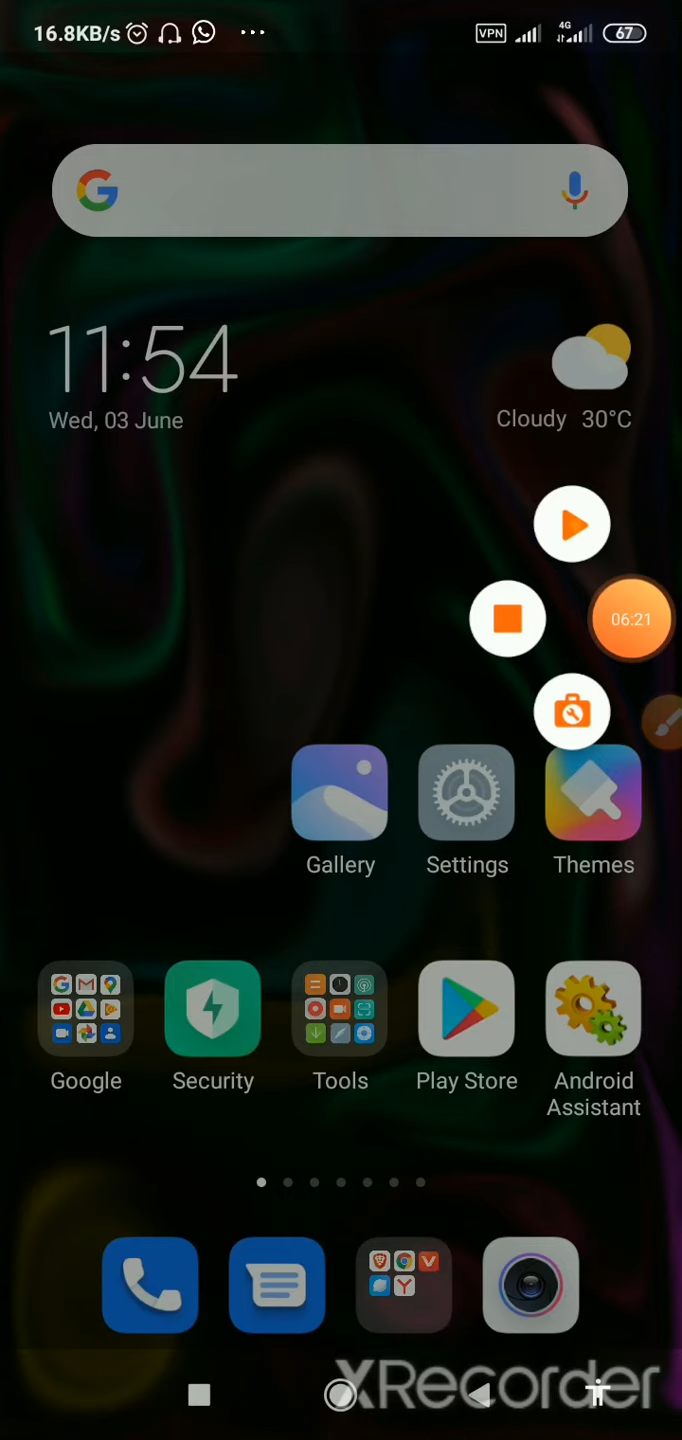 16.8KB/s VPN 4G 67
11:54
Wed, 03 June
Cloudy 30°C
06:21
Gallery Settings Themes
Google Security Tools Play Store Android
Assistant
XRecorder